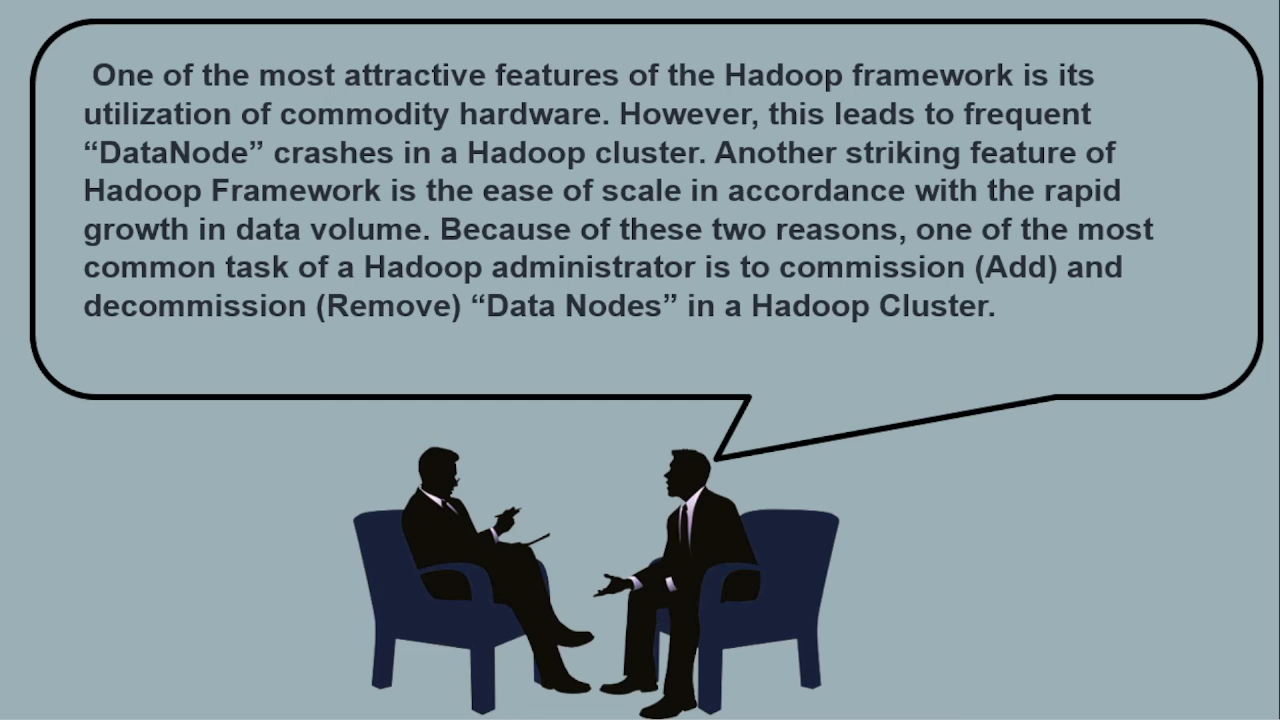 One of the most attractive features of the Hadoop framework is its
utilization of commodity hardware. However, this leads to frequent
“DataNode” crashes in a Hadoop cluster. Another striking feature of
Hadoop Framework is the ease of scale in accordance with the rapid
growth in data volume. Because of these two reasons, one of the most
common task of a Hadoop administrator is to commission (Add) and
decommission (Remove) “Data Nodes” in a Hadoop Cluster.